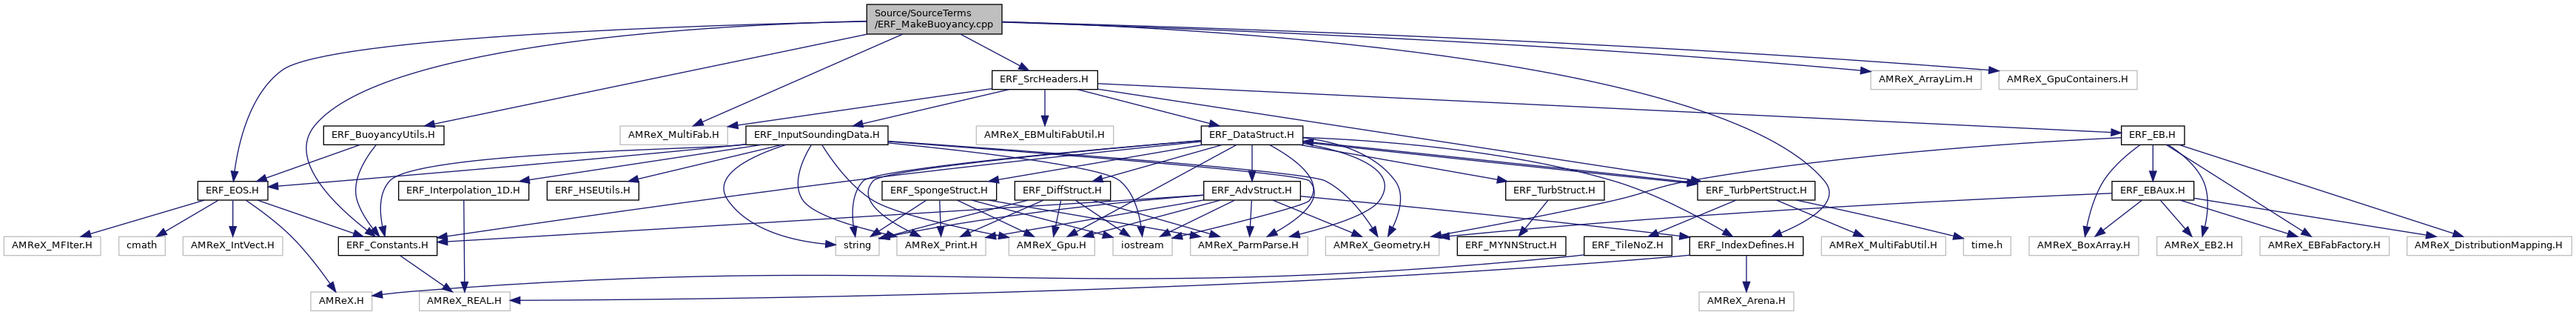 Source/SourceTerms
/ERF_MakeBuoyancy.cpp
ERF_SrcHeaders.H
AMReX_ArrayLim.H
AMReX_GpuContainers.H
ERF_BuoyancyUtils.H
AMReX_MultiFab.H
ERF_InputSoundingData.H
AMReX_EBMultiFabUtil.H
ERF_DataStruct.H
ERF_EB.H
ERF_EOS.H
ERF_Interpolation_1D.H
ERF_HSEUtils.H
ERF_SpongeStruct.H
ERF_DiffStruct.H
ERF_AdvStruct.H
ERF_TurbStruct.H
ERF_TurbPertStruct.H
ERF_EBAux.H
AMReX_MFIter.H
cmath
AMReX_IntVect.H
ERF_Constants.H
string
AMReX_Print.H
AMReX_Gpu.H
iostream
AMReX_ParmParse.H
AMReX_Geometry.H
ERF_MYNNStruct.H
ERF_TileNoZ.H
ERF_IndexDefines.H
AMReX_MultiFabUtil.H
time.h
AMReX_BoxArray.H
AMReX_EB2.H
AMReX_EBFabFactory.H
AMReX_DistributionMapping.H
AMReX.H
AMReX_REAL.H
AMReX_Arena.H